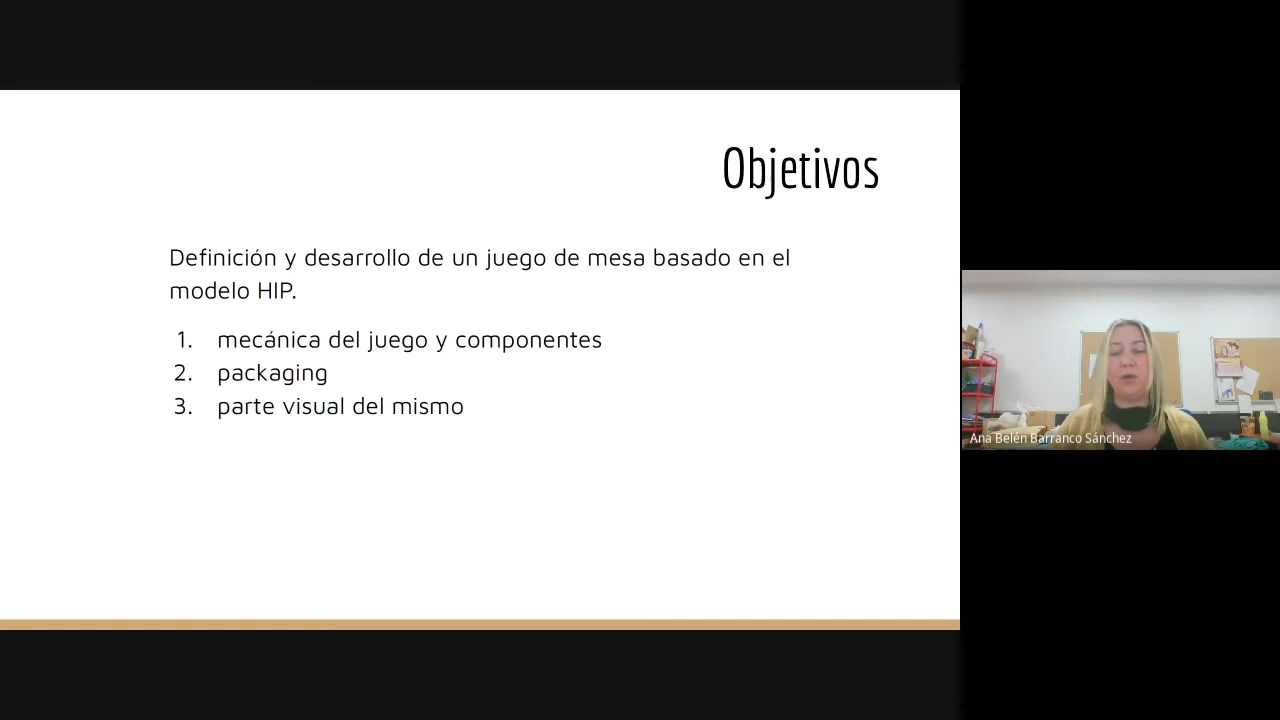 Objetivos
Definición y desarrollo de un juego de mesa basado en el
modelo HIP.
1. mecánica del juego y componentes
2. packaging
3. parte visual del mismo
Ana Belén Barranco Sánchez